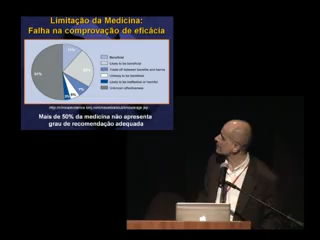 Limitação da Medicina:
Falha na comprovação de eficácia
Beneficial
Likely to be beneficial
Trade off between benefits and harms
Unlikely to be beneficial
Likely to be ineffective or harmful
Unknown effectiveness
51%
Mais de 50% da medicina não apresenta
grau de recomendação adequada